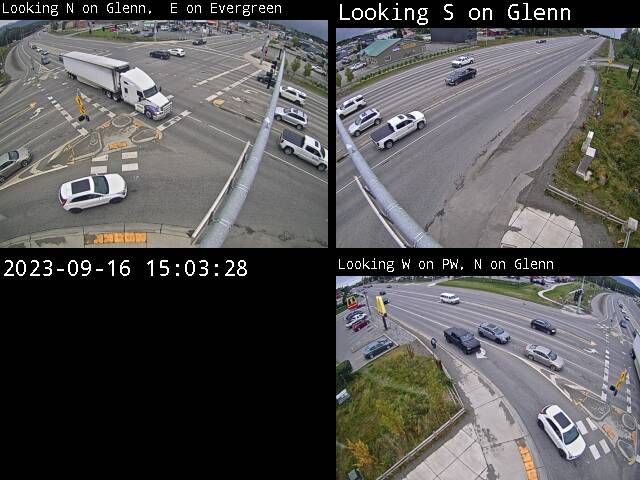 Looking N on Glenn, E on Evergreen
Looking S on Glenn
2023-09-16 15:03:28
Looking W on PW, N on Glenn